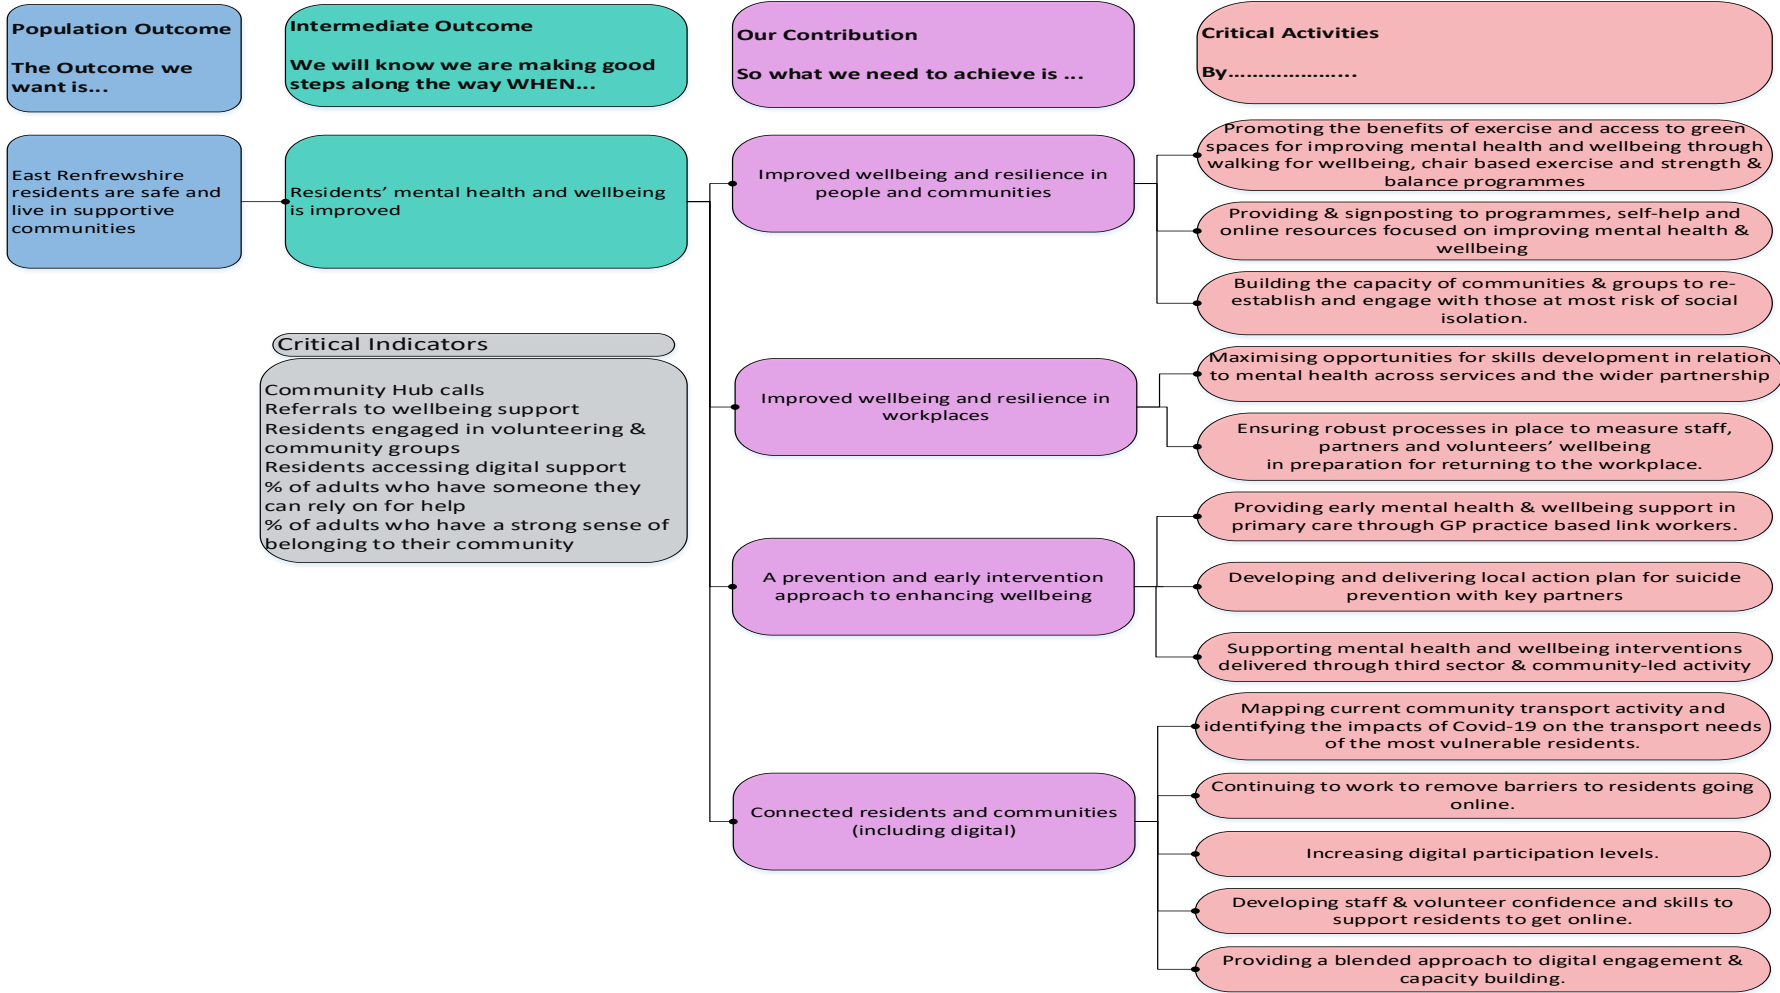 Population Outcome
The Outcome we
want is...
Intermediate Outcome
We will know we are making good
steps along the way WHEN...
Our Contribution
So what we need to achieve is ...
Critical Activities
By.....................
East Renfrewshire
residents are safe and
live in supportive
communities
Residents’ mental health and wellbeing
is improved
Critical Indicators
Community Hub calls
Referrals to wellbeing support
Residents engaged in volunteering &
community groups
Residents accessing digital support
% of adults who have someone they
can rely on for help
% of adults who have a strong sense of
belonging to their community
Improved wellbeing and resilience in
people and communities
Promoting the benefits of exercise and access to green
spaces for improving mental health and wellbeing through
walking for wellbeing, chair based exercise and strength &
balance programmes
Providing & signposting to programmes, self-help and
online resources focused on improving mental health &
wellbeing
Building the capacity of communities & groups to re-
establish and engage with those at most risk of social
isolation.
Improved wellbeing and resilience in
workplaces
Maximising opportunities for skills development in relation
to mental health across services and the wider partnership
Ensuring robust processes in place to measure staff,
partners and volunteers’ wellbeing
in preparation for returning to the workplace.
A prevention and early intervention
approach to enhancing wellbeing
Providing early mental health & wellbeing support in
primary care through GP practice based link workers.
Developing and delivering local action plan for suicide
prevention with key partners
Supporting mental health and wellbeing interventions
delivered through third sector & community-led activity
Connected residents and communities
(including digital)
Mapping current community transport activity and
identifying the impacts of Covid-19 on the transport needs
of the most vulnerable residents.
Continuing to work to remove barriers to residents going
online.
Increasing digital participation levels.
Developing staff & volunteer confidence and skills to
support residents to get online.
Providing a blended approach to digital engagement &
capacity building.